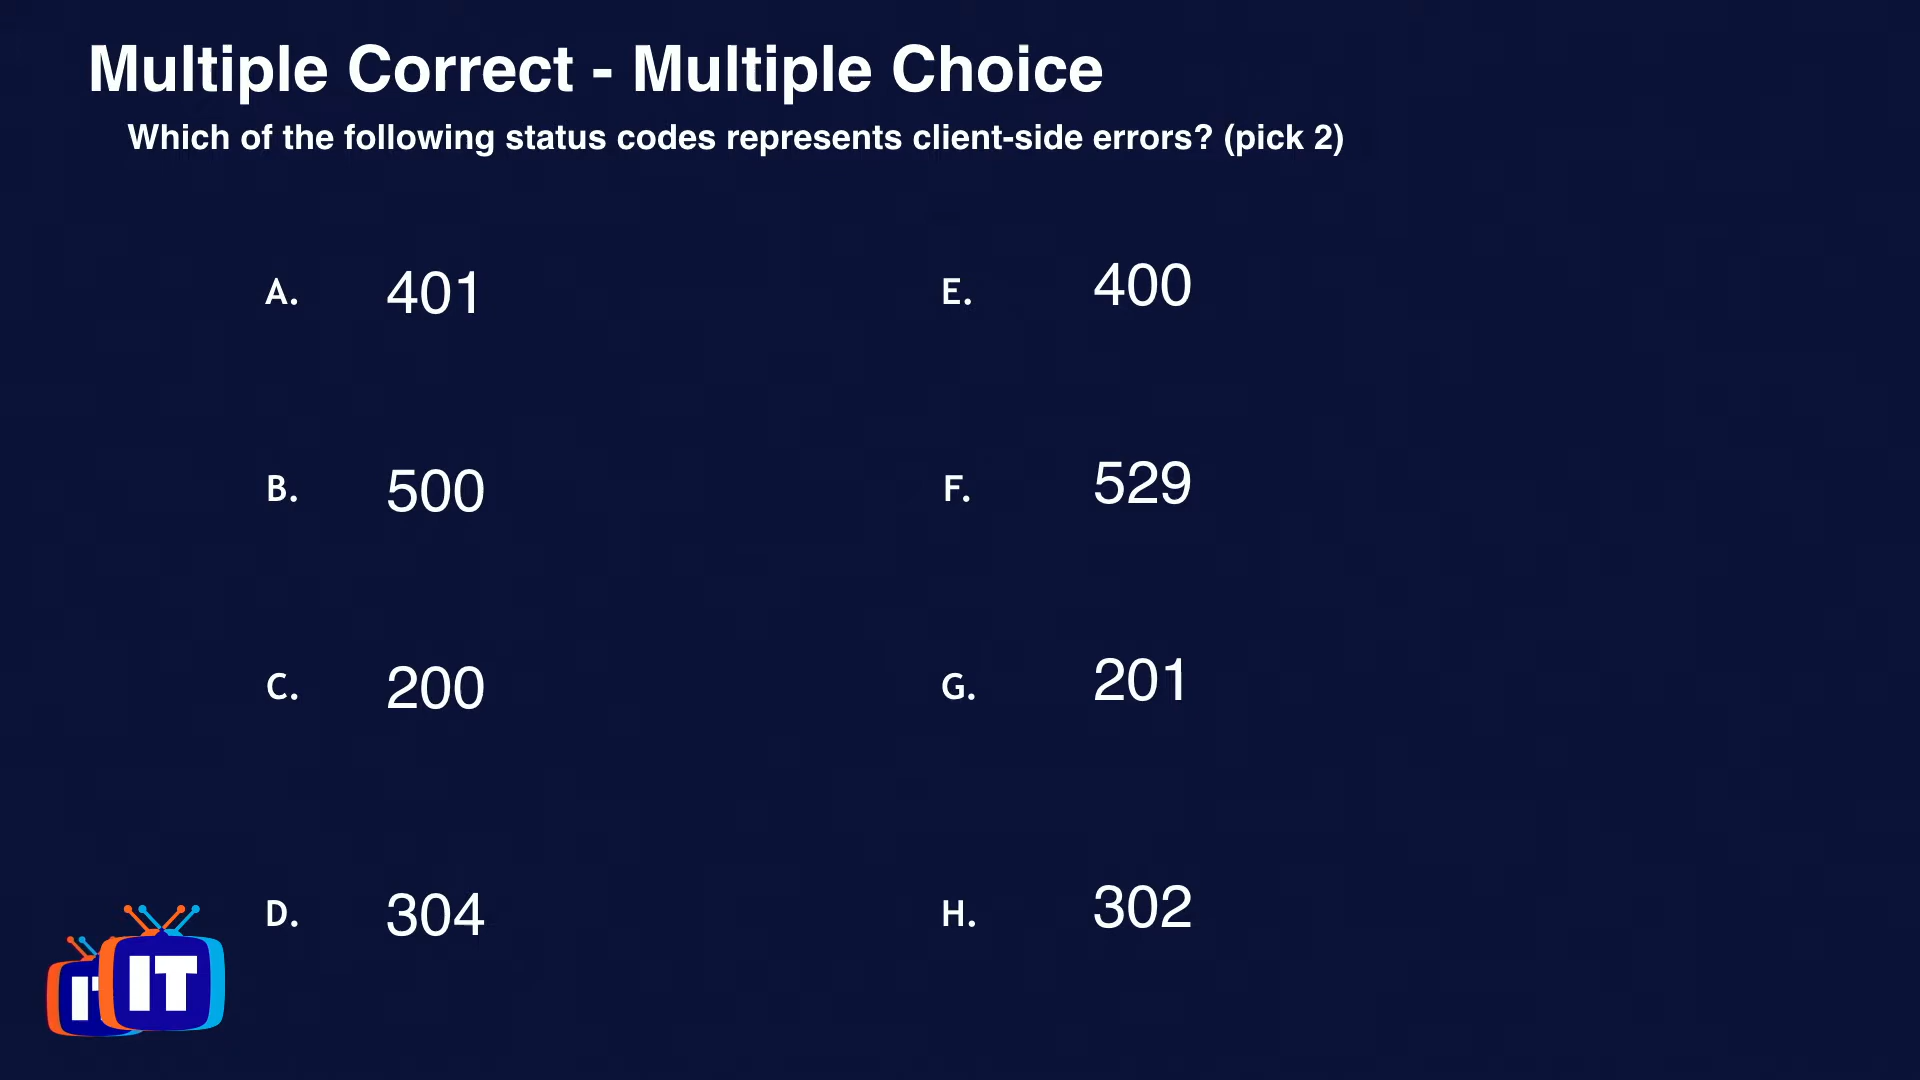 Multiple Correct - Multiple Choice
Which of the following status codes represents client-side errors? (pick 2)
A. 401
B. 500
C. 200
D. 304
E. 400
F. 529
G. 201
H. 302
IT
IT